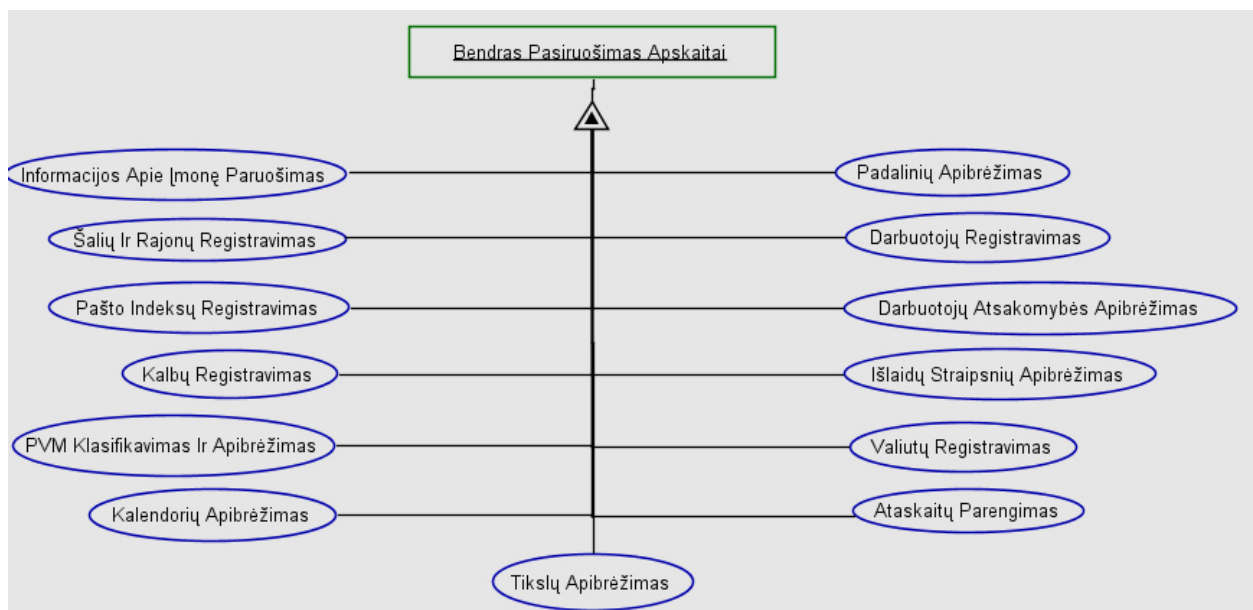 Bendras Pasiruošimas Apskaitai
Informacijos Apie Įmonę Paruošimas
Padalinių Apibrėžimas
Šalių Ir Rajonų Registravimas
Darbuotojų Registravimas
Pašto Indeksų Registravimas
Darbuotojų Atsakomybės Apibrėžimas
Kalbų Registravimas
Išlaidų Straipsnių Apibrėžimas
PVM Klasifikavimas Ir Apibrėžimas
Valiutų Registravimas
Kalendorių Apibrėžimas
Ataskaitų Parengimas
Tikslų Apibrėžimas